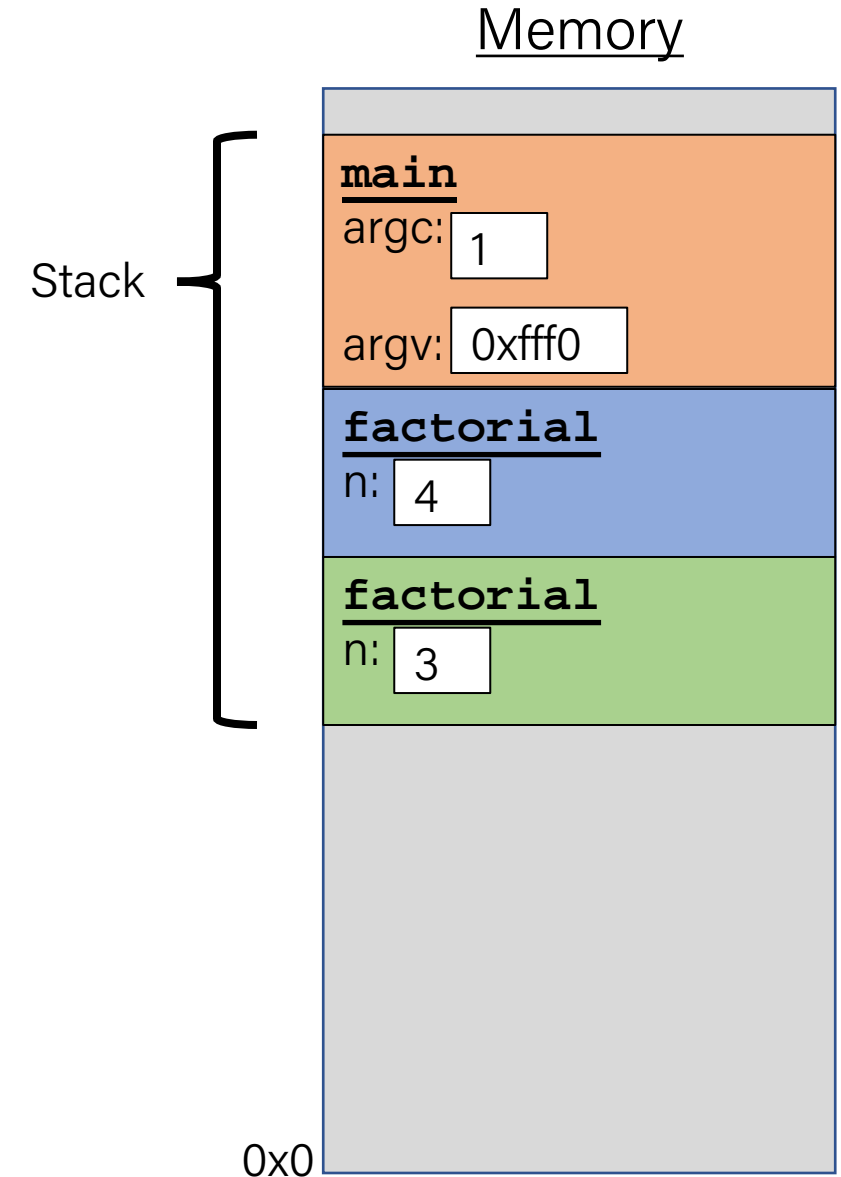 Memory
main
argc: 1
Stack
argv: 0xfff0
factorial
n: 4
factorial
n: 3
0x0